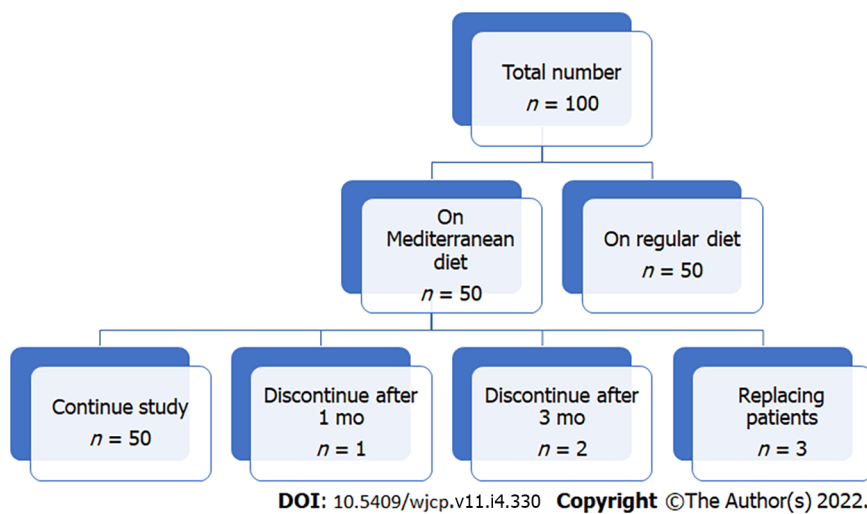 Total number
n = 100
On
Mediterranean
diet
n = 50
On regular diet
n = 50
Continue study
n = 50
Discontinue after
1 mo
n = 1
Discontinue after
3 mo
n = 2
Replacing
patients
n = 3
DOI: 10.5409/wjcp.v11.i4.330 Copyright ©The Author(s) 2022.